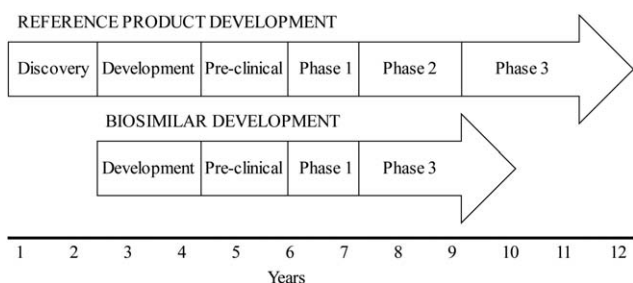 REFERENCE PRODUCT DEVELOPMENT
Discovery Development Pre-clinical Phase 1 Phase 2 Phase 3
BIOSIMILAR DEVELOPMENT
Development Pre-clinical Phase 1 Phase 3
1 2 3 4 5 6 7 8 9 10 11 12
Years